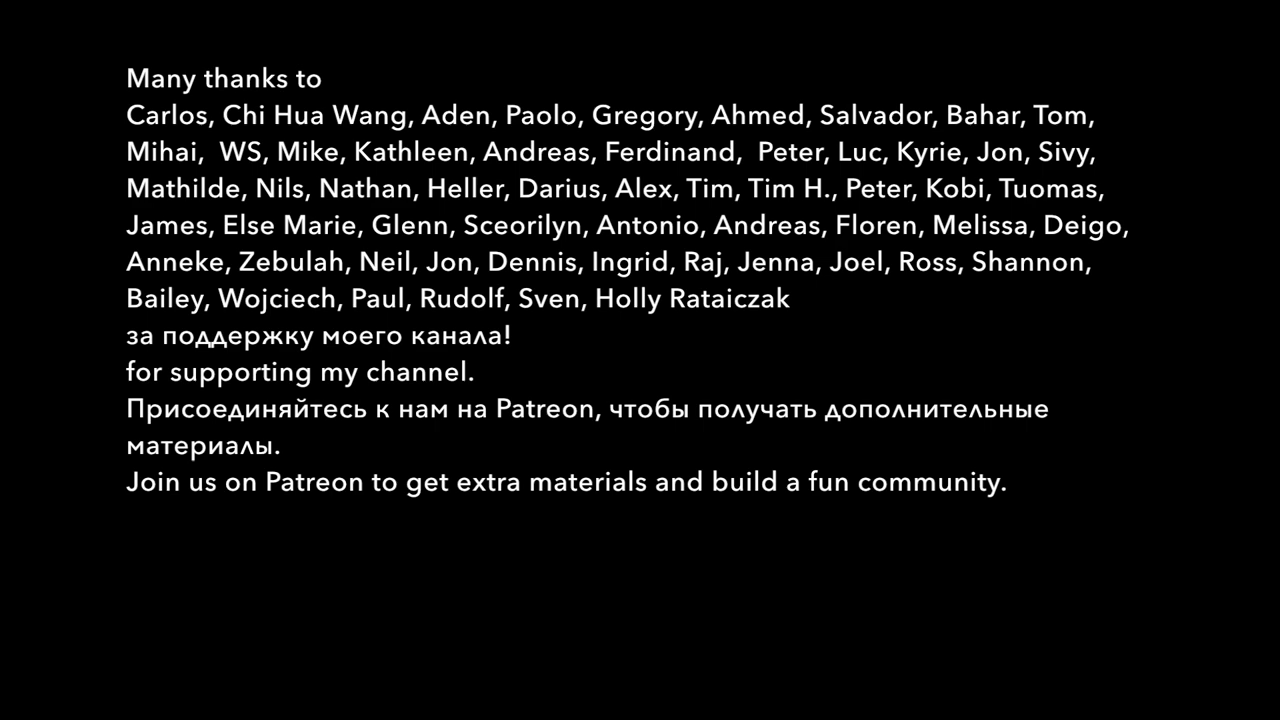 Many thanks to
Carlos, Chi Hua Wang, Aden, Paolo, Gregory, Ahmed, Salvador, Bahar, Tom,
Mihai,  WS, Mike, Kathleen, Andreas, Ferdinand,  Peter, Luc, Kyrie, Jon, Sivy,
Mathilde, Nils, Nathan, Heller, Darius, Alex, Tim, Tim H., Peter, Kobi, Tuomas,
James, Else Marie, Glenn, Sceorilyn, Antonio, Andreas, Floren, Melissa, Deigo,
Anneke, Zebulah, Neil, Jon, Dennis, Ingrid, Raj, Jenna, Joel, Ross, Shannon,
Bailey, Wojciech, Paul, Rudolf, Sven, Holly Rataiczak
за поддержку моего канала!
for supporting my channel.
Присоединяйтесь к нам на Patreon, чтобы получать дополнительные
материалы.
Join us on Patreon to get extra materials and build a fun community.